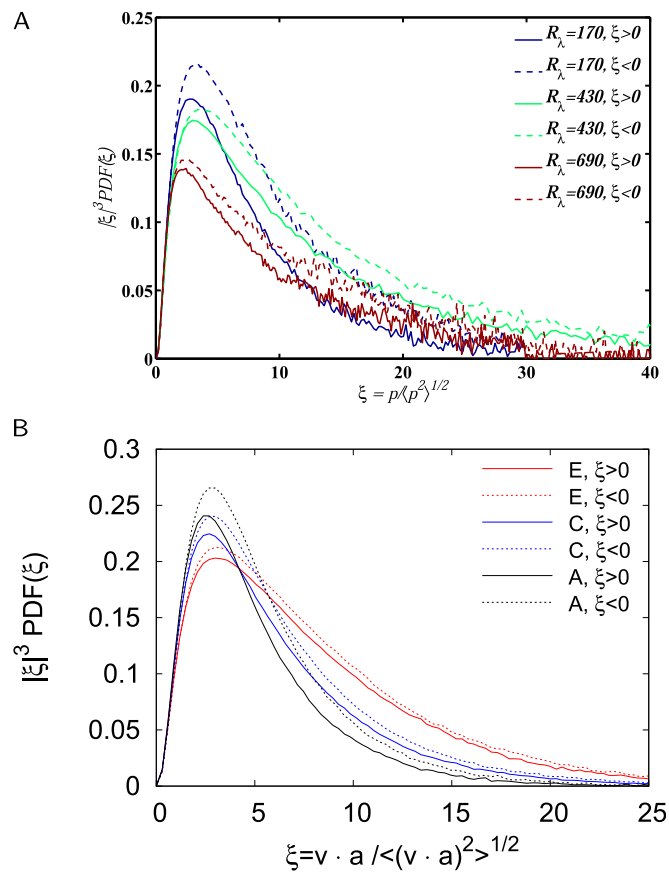 A
R_λ=170, ξ>0
R_λ=170, ξ<0
R_λ=430, ξ>0
R_λ=430, ξ<0
R_λ=690, ξ>0
R_λ=690, ξ<0
0.25
0.2
0.15
0.1
0.05
0
|ξ|^3 PDF(ξ)
0 10 20 30 40
ξ = p/⟨p^2⟩^1/2
B
E, ξ>0
E, ξ<0
C, ξ>0
C, ξ<0
A, ξ>0
A, ξ<0
0.3
0.25
0.2
0.15
0.1
0.05
0
|ξ|^3 PDF(ξ)
0 5 10 15 20 25
ξ=v · a /<(v · a)^2>^1/2